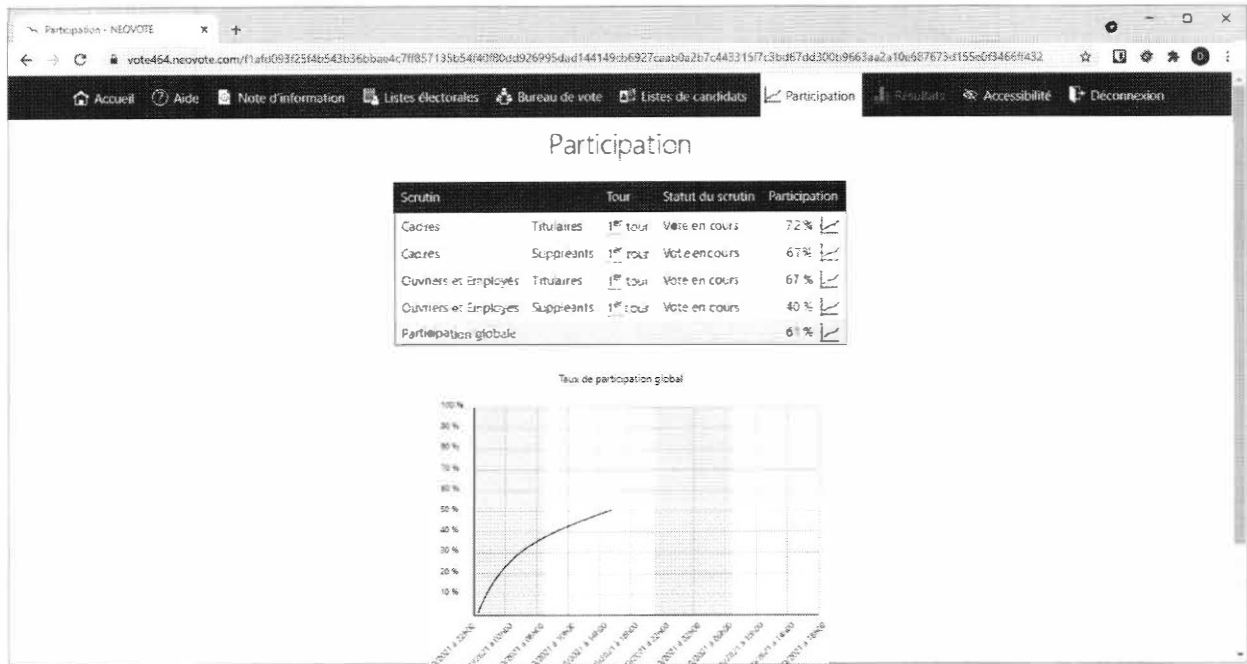 Participation - NEOVOTE
Accueil Aide Note d'information Listes électorales Bureau de vote Listes de candidats Participation Résultats Accessibilité Déconnexion
Participation
Scrutin Tour Statut du scrutin Participation
Cadres Titulaires 1er tour Vote en cours 72 %
Cadres Suppléants 1er tour Vote en cours 67 %
Ouvriers et Employés Titulaires 1er tour Vote en cours 67 %
Ouvriers et Employés Suppléants 1er tour Vote en cours 40 %
Participation globale 61 %
Taux de participation global
100 %
90 %
80 %
70 %
60 %
50 %
40 %
30 %
20 %
10 %